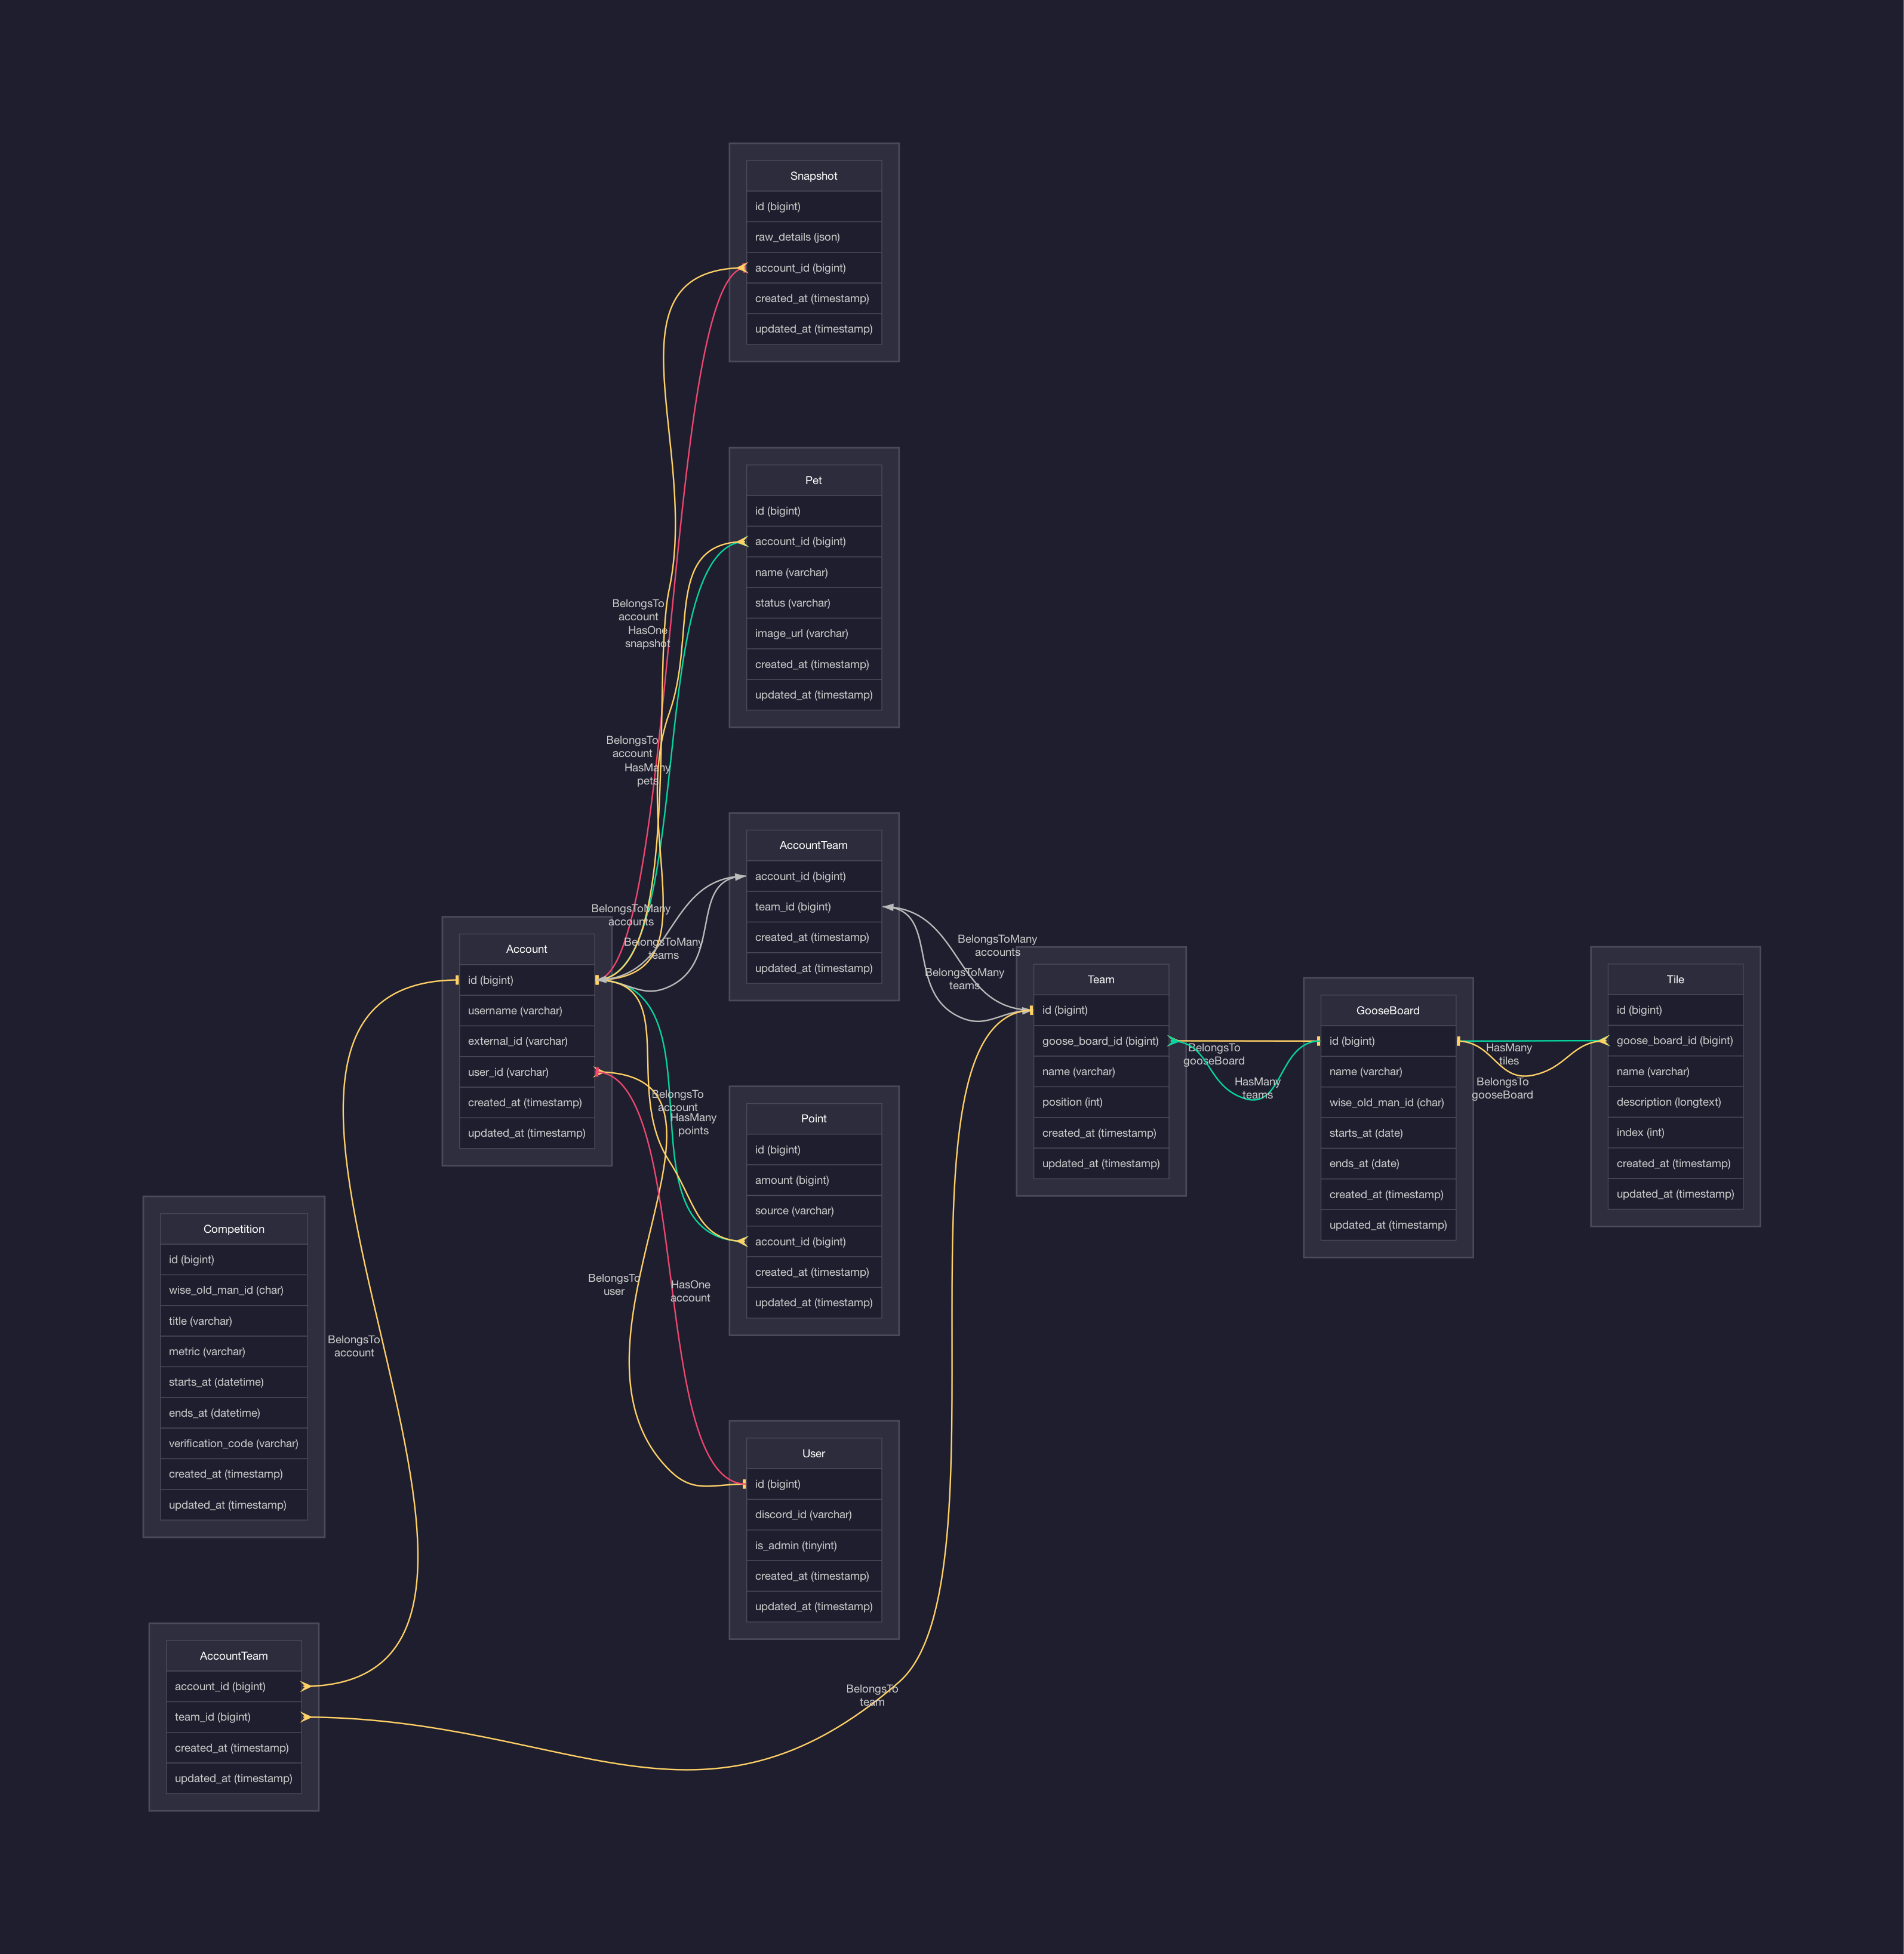 Snapshot
id (bigint)
raw_details (json)
account_id (bigint)
created_at (timestamp)
updated_at (timestamp)
Pet
id (bigint)
account_id (bigint)
name (varchar)
status (varchar)
image_url (varchar)
created_at (timestamp)
updated_at (timestamp)
BelongsTo
account
HasOne
snapshot
BelongsTo
account
HasMany
pets
AccountTeam
account_id (bigint)
team_id (bigint)
created_at (timestamp)
updated_at (timestamp)
BelongsToMany
accounts
BelongsToMany
teams
BelongsToMany
accounts
BelongsToMany
teams
Account
id (bigint)
username (varchar)
external_id (varchar)
user_id (varchar)
created_at (timestamp)
updated_at (timestamp)
Team
id (bigint)
goose_board_id (bigint)
name (varchar)
position (int)
created_at (timestamp)
updated_at (timestamp)
BelongsTo
gooseBoard
HasMany
teams
GooseBoard
id (bigint)
name (varchar)
wise_old_man_id (char)
starts_at (date)
ends_at (date)
created_at (timestamp)
updated_at (timestamp)
HasMany
tiles
BelongsTo
gooseBoard
Tile
id (bigint)
goose_board_id (bigint)
name (varchar)
description (longtext)
index (int)
created_at (timestamp)
updated_at (timestamp)
BelongsTo
account
HasMany
points
Point
id (bigint)
amount (bigint)
source (varchar)
account_id (bigint)
created_at (timestamp)
updated_at (timestamp)
Competition
id (bigint)
wise_old_man_id (char)
title (varchar)
metric (varchar)
starts_at (datetime)
ends_at (datetime)
verification_code (varchar)
created_at (timestamp)
updated_at (timestamp)
BelongsTo
account
BelongsTo
user
HasOne
account
User
id (bigint)
discord_id (varchar)
is_admin (tinyint)
created_at (timestamp)
updated_at (timestamp)
AccountTeam
account_id (bigint)
team_id (bigint)
created_at (timestamp)
updated_at (timestamp)
BelongsTo
team